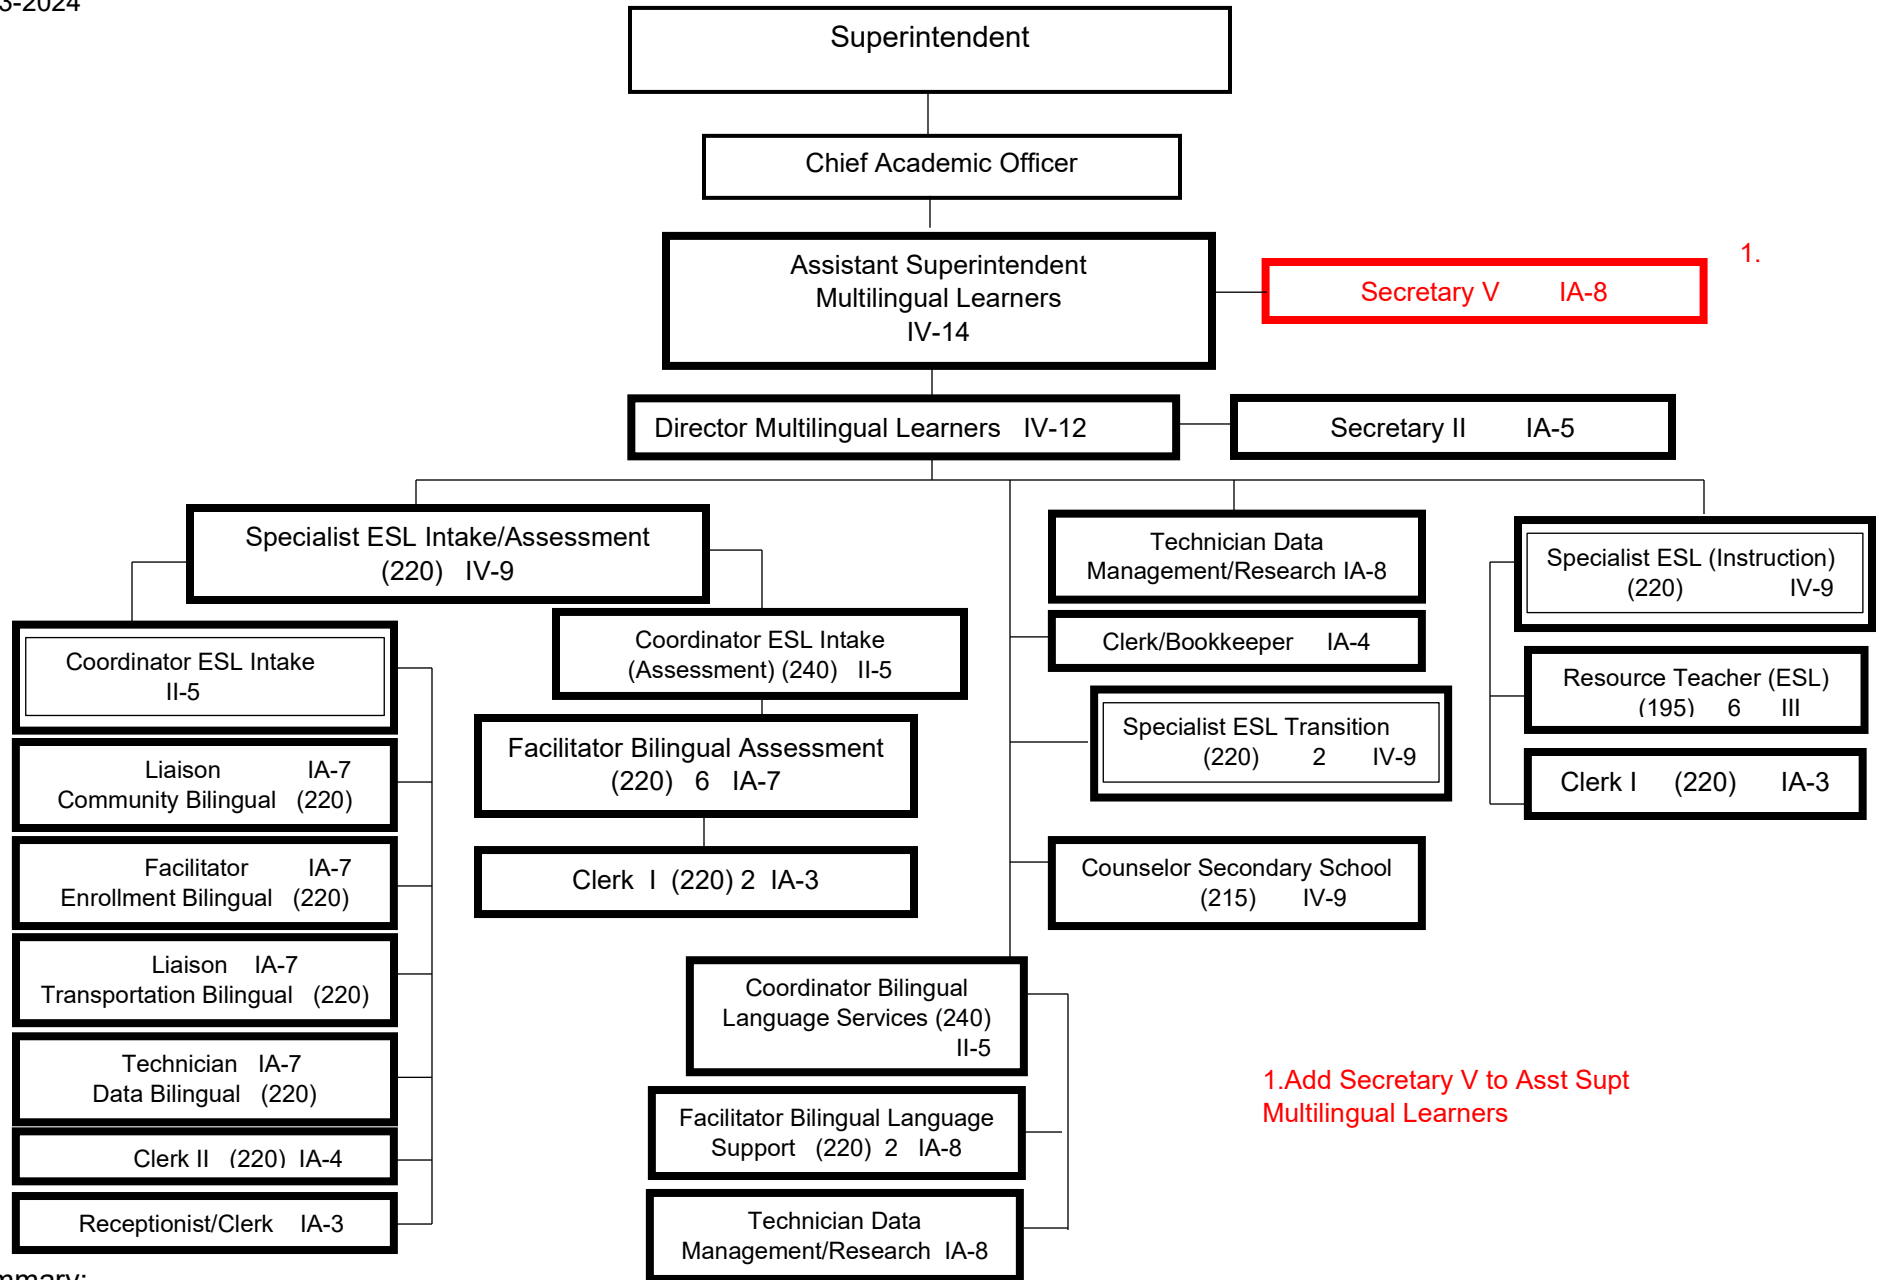 3-2024
Superintendent
Chief Academic Officer
Assistant Superintendent
Multilingual Learners
IV-14
1.
Secretary V IA-8
Director Multilingual Learners IV-12
Secretary II IA-5
Specialist ESL Intake/Assessment
(220) IV-9
Coordinator ESL Intake
II-5
Liaison IA-7
Community Bilingual (220)
Facilitator IA-7
Enrollment Bilingual (220)
Liaison IA-7
Transportation Bilingual (220)
Technician IA-7
Data Bilingual (220)
Clerk II (220) IA-4
Receptionist/Clerk IA-3
Coordinator ESL Intake
(Assessment) (240) II-5
Facilitator Bilingual Assessment
(220) 6 IA-7
Clerk I (220) 2 IA-3
Technician Data
Management/Research IA-8
Clerk/Bookkeeper IA-4
Specialist ESL Transition
(220) 2 IV-9
Counselor Secondary School
(215) IV-9
Coordinator Bilingual
Language Services (240)
II-5
Facilitator Bilingual Language
Support (220) 2 IA-8
Technician Data
Management/Research IA-8
Specialist ESL (Instruction)
(220) IV-9
Resource Teacher (ESL)
(195) 6 III
Clerk I (220) IA-3
1.Add Secretary V to Asst Supt
Multilingual Learners
mmary: